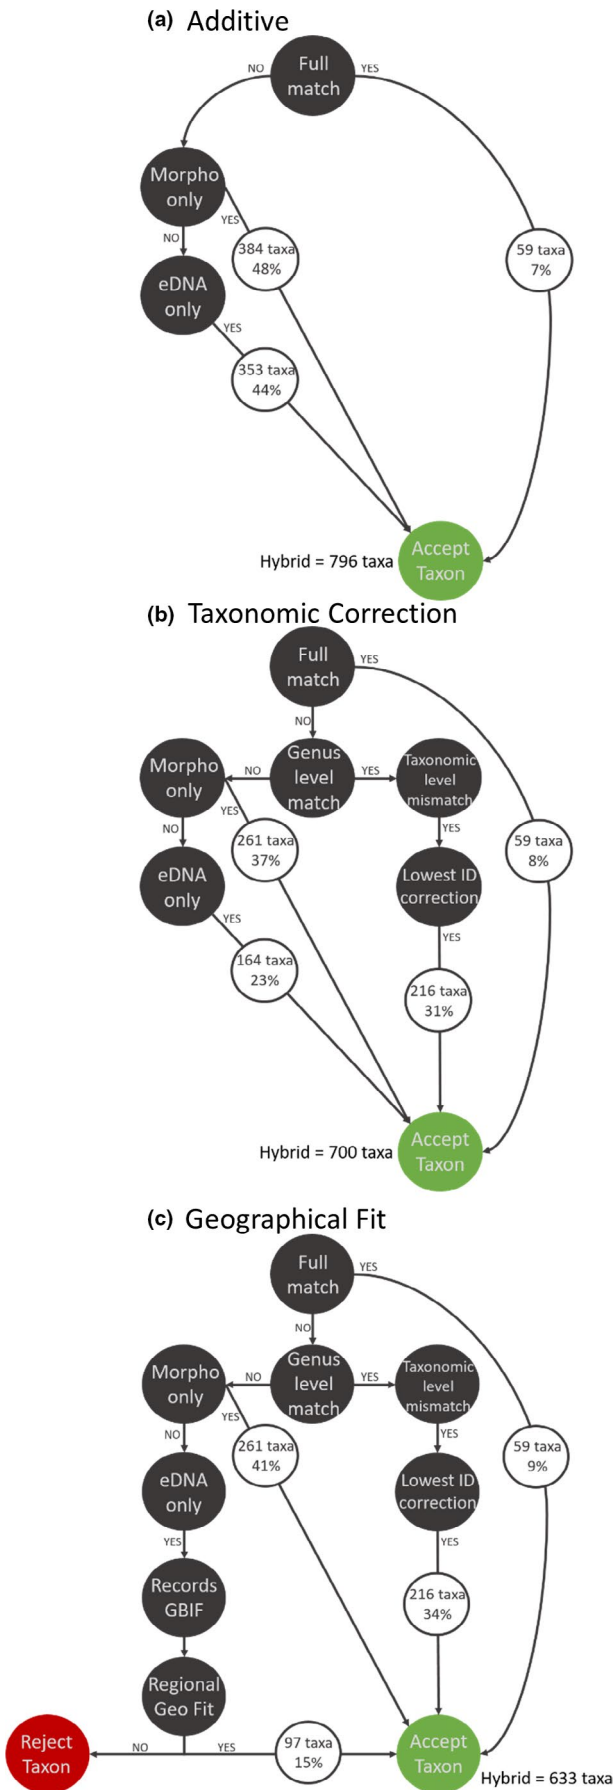 (a) Additive
Full
match
NO
YES
Morpho
only
YES
NO
384 taxa
48%
59 taxa
7%
eDNA
only
YES
353 taxa
44%
Accept
Taxon
Hybrid = 796 taxa
(b) Taxonomic Correction
Full
match
YES
NO
Morpho
only
NO
Genus
level
match
YES
Taxonomic
level
mismatch
YES
NO
YES
261 taxa
37%
59 taxa
8%
eDNA
only
Lowest ID
correction
YES
YES
164 taxa
23%
216 taxa
31%
Accept
Taxon
Hybrid = 700 taxa
(c) Geographical Fit
Full
match
YES
NO
Morpho
only
NO
Genus
level
match
YES
Taxonomic
level
mismatch
YES
NO
YES
261 taxa
41%
59 taxa
9%
eDNA
only
Lowest ID
correction
YES
YES
Records
GBIF
216 taxa
34%
Regional
Geo Fit
Reject
Taxon
NO
YES
97 taxa
15%
Accept
Taxon
Hybrid = 633 taxa